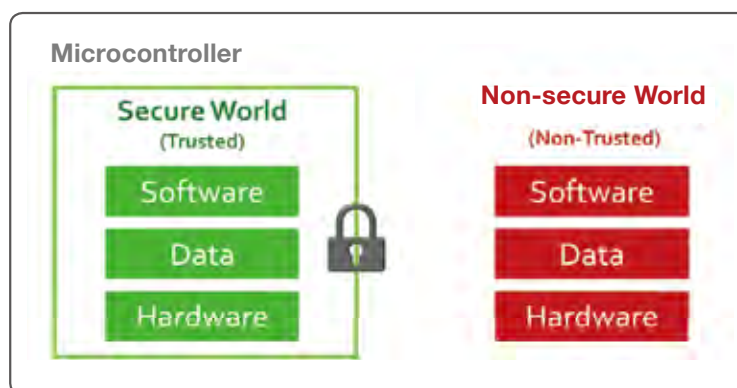 Microcontroller
Secure World
(Trusted)
Software
Data
Hardware
Non-secure World
(Non-Trusted)
Software
Data
Hardware